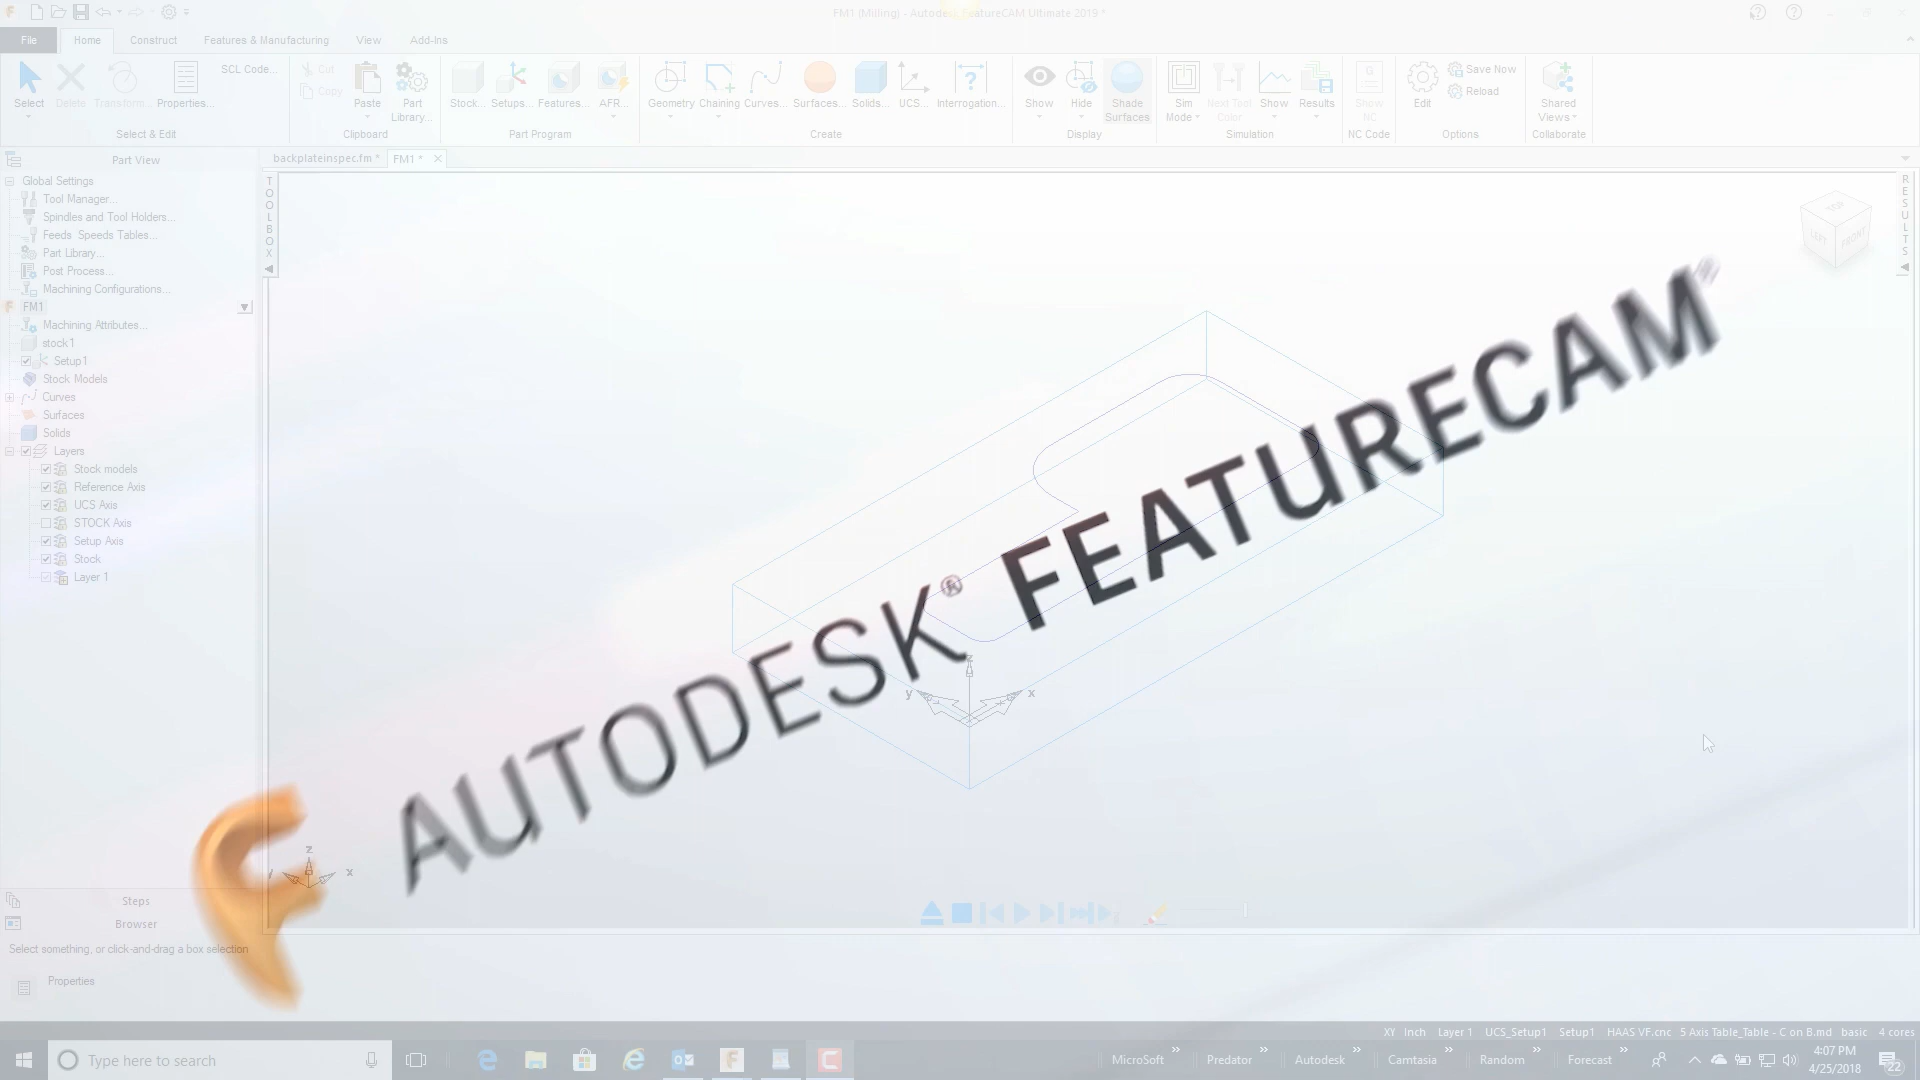 FM1 (Milling) - Autodesk FeatureCAM Ultimate 2019 *
File Home Construct Features & Manufacturing View Add-Ins
Select Delete Transform... Properties... SCL Code... Cut Copy Paste Part Library... Stock... Setups... Features... AFR... Geometry Chaining Curves... Surfaces... Solids... UCS... Interrogation... Show Hide Shade Surfaces Sim Mode Next Tool Color Show Results Show NC Edit Save Now Reload Shared Views
Select & Edit Clipboard Part Program Create Display Simulation NC Code Options Collaborate
Part View
backplateinspec.fm * FM1 *
TOOLBOX
RESULTS
TOP
LEFT FRONT
Global Settings
Tool Manager...
Spindles and Tool Holders...
Feeds Speeds Tables...
Part Library...
Post Process...
Machining Configurations...
FM1
Machining Attributes...
stock1
Setup1
Stock Models
Curves
Surfaces
Solids
Layers
Stock models
Reference Axis
UCS Axis
STOCK Axis
Setup Axis
Stock
Layer 1
AUTODESK® FEATURECAM®
z
y x
z
x
Steps
Browser
Select something, or click-and-drag a box selection
Properties
XY Inch Layer 1 UCS_Setup1 Setup1 HAAS VF.cnc 5 Axis Table_Table - C on B.md basic 4 cores
Type here to search
MicroSoft » Predator » Autodesk » Camtasia » Random » Forecast »
4:07 PM
4/25/2018
22